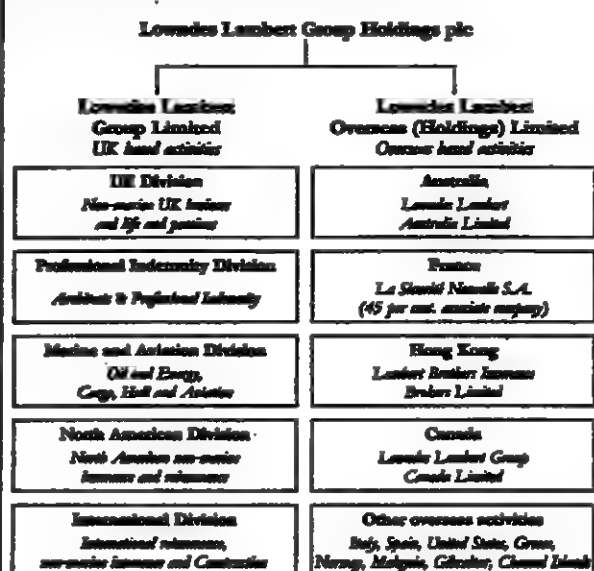 Lowndes Lambert Group Holdings plc
Lowndes Lambert
Group Limited
UK based activities
UK Division
Non-marine UK business
and life and pensions
Professional Indemnity Division
Architects & Professional Indemnity
Marine and Aviation Division
Oil and Energy,
Cargo, Hull and Aviation
North American Division
North American non-marine
insurance and reinsurance
International Division
International reinsurance,
non-marine insurance and Construction
Lowndes Lambert
Overseas (Holdings) Limited
Overseas based activities
Australia
Lowndes Lambert
Australia Limited
France
La Sécurité Nouvelle S.A.
(45 per cent. associate company)
Hong Kong
Lambert Brothers Insurance
Brokers Limited
Canada
Lowndes Lambert Group
Canada Limited
Other overseas activities
Italy, Spain, United States, Greece,
Norway, Malaysia, Gibraltar, Channel Islands